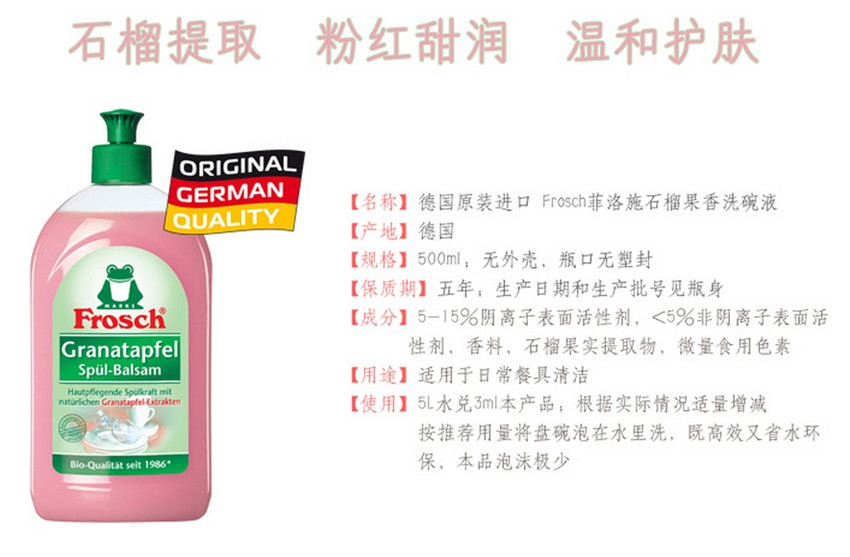 石榴提取 粉红甜润 温和护肤
ORIGINAL
GERMAN
QUALITY
MARKE
Frosch®
Granatapfel
Spül-Balsam
Hautpflegende Spülkraft mit
natürlichen Granatapfel-Extrakten
Bio-Qualität seit 1986*
【名称】德国原装进口 Frosch菲洛施石榴果香洗碗液
【产地】德国
【规格】500ml；无外壳，瓶口无塑封
【保质期】五年；生产日期和生产批号见瓶身
【成分】5-15%阴离子表面活性剂，<5%非阴离子表面活
性剂，香料，石榴果实提取物，微量食用色素
【用途】适用于日常餐具清洁
【使用】5L水兑3ml本产品；根据实际情况适量增减
按推荐用量将盘碗泡在水里洗，既高效又省水环
保，本品泡沫极少